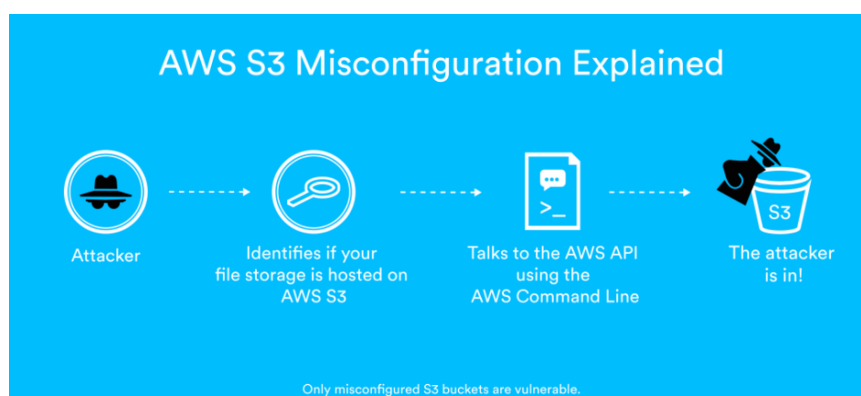 AWS S3 Misconfiguration Explained
Attacker
Identifies if your
file storage is hosted on
AWS S3
>_
Talks to the AWS API
using the
AWS Command Line
S3
The attacker
is in!
Only misconfigured S3 buckets are vulnerable.